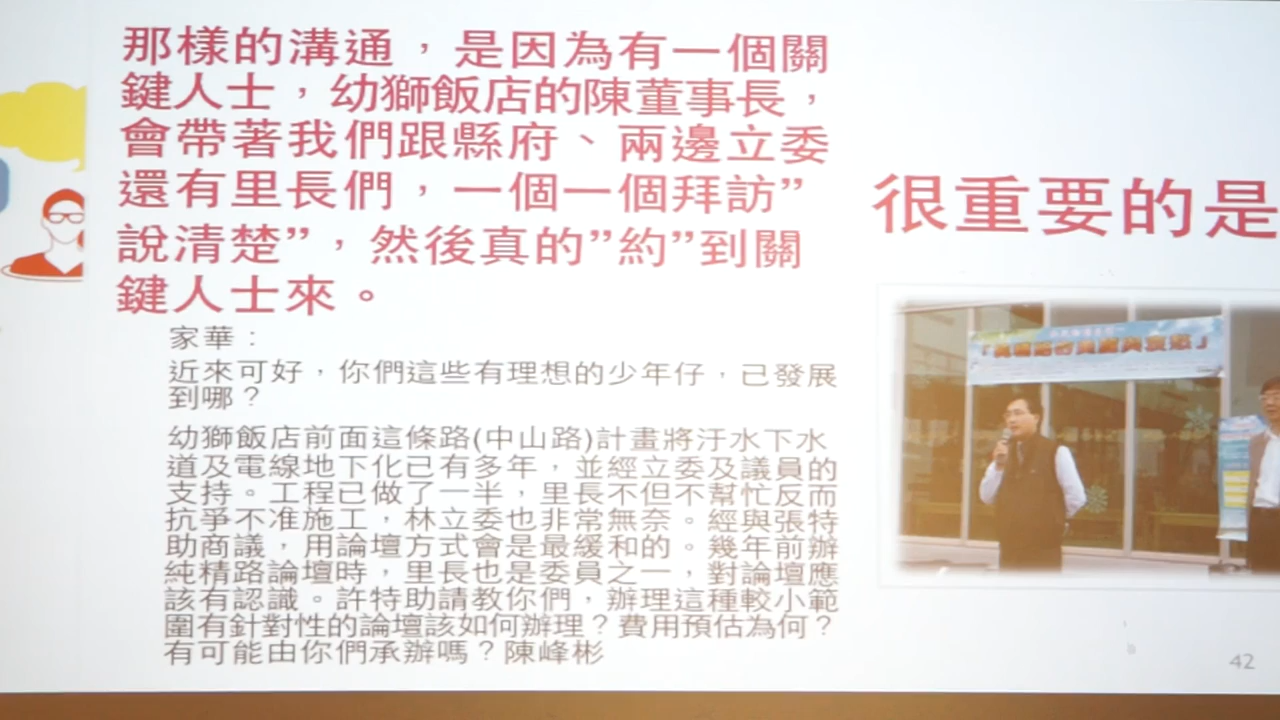 那樣的溝通，是因為有一個關
鍵人士，幼獅飯店的陳董事長，
會帶著我們跟縣府、兩邊立委
還有里長們，一個一個拜訪”
說清楚”，然後真的”約”到關
鍵人士來。
家華：
近來可好，你們這些有理想的少年仔，己發展
到哪？
幼獅飯店前面這條路(中山路)計畫將汙水下水
道及電線地下化已有多年，並經立委及議員的
支持。工程已做了一半，里長不但不幫忙反而
抗爭不准施工，林立委也非常無奈。經與張特
助商議，用論壇方式會是最緩和的。幾年前辦
純精路論壇時，里長也是委員之一，對論壇應
該有認識。許特助請教你們，辦理這種較小範
圍有針對性的論壇該如何辦理？費用預估為何？
有可能由你們承辦嗎？陳峰彬
很重要的是
42